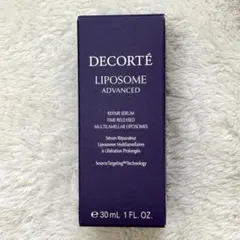 DECORTÉ
LIPOSOME
ADVANCED
REPAIR SERUM
TIME RELEASED
MULTILAMELLAR LIPOSOMES
Sérum Réparateur
Liposomes Multilamellaires
à Libération Prolongée
SourceTargeting™Technology
℮ 30 mL 1 FL. OZ.